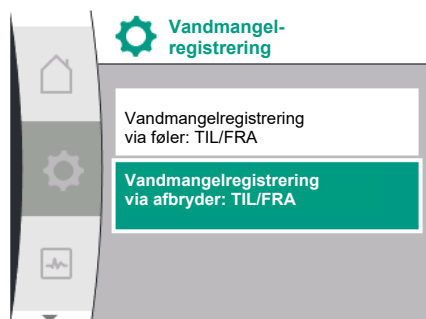 Vandmangel-
registrering
Vandmangelregistrering
via føler: TIL/FRA
Vandmangelregistrering
via afbryder: TIL/FRA